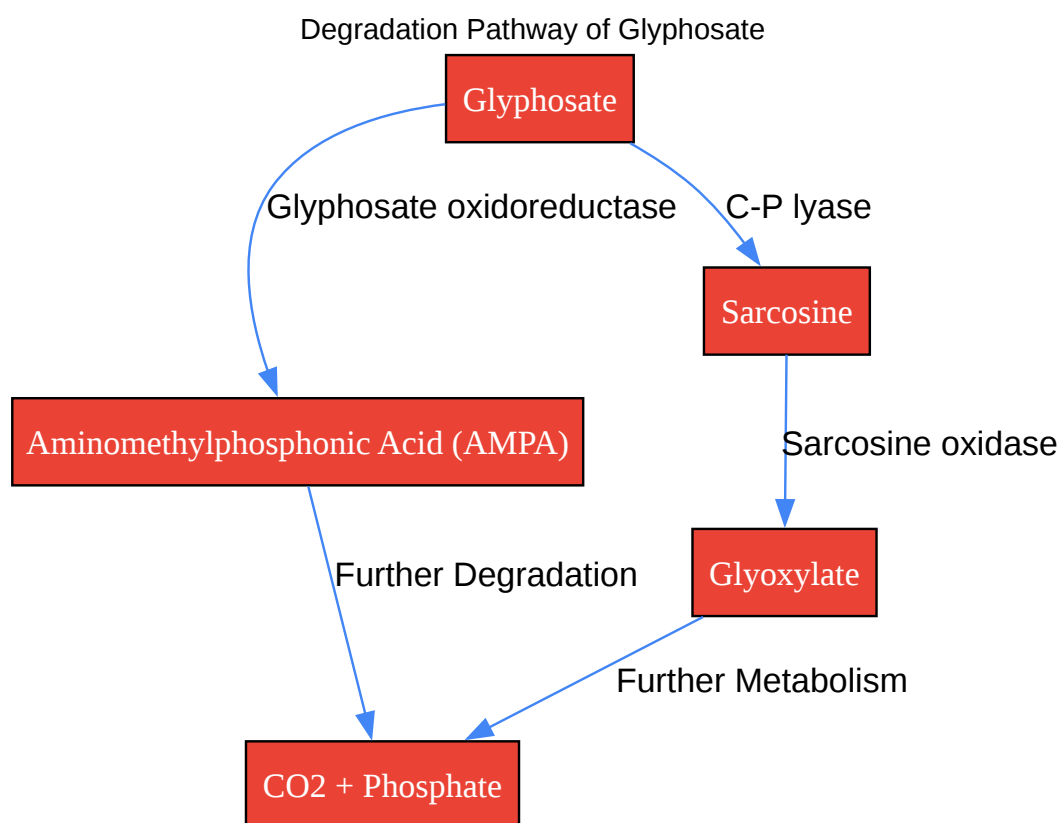 Degradation Pathway of Glyphosate
Glyphosate
Glyphosate oxidoreductase
C-P lyase
Sarcosine
Aminomethylphosphonic Acid (AMPA)
Sarcosine oxidase
Further Degradation
Glyoxylate
Further Metabolism
CO2 + Phosphate